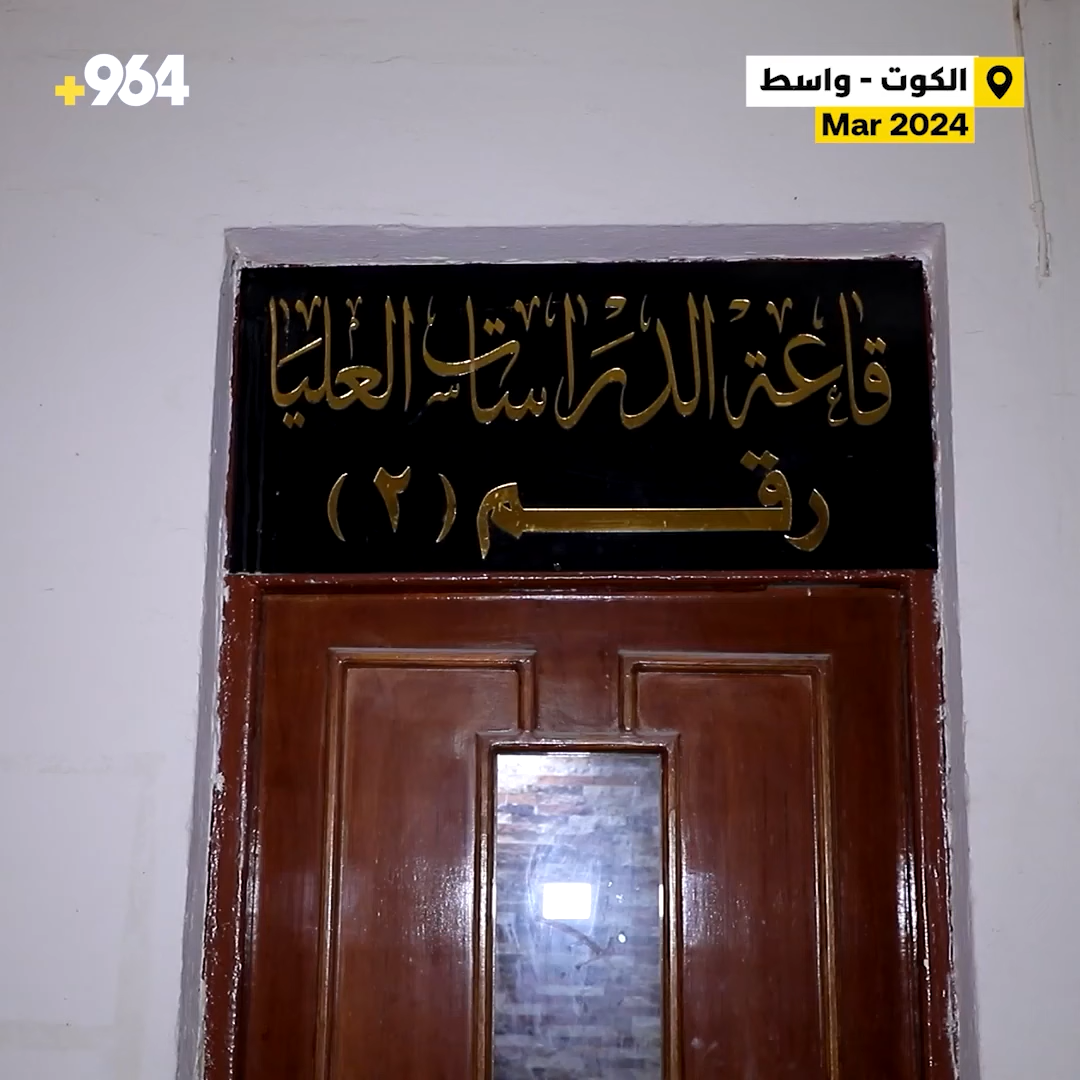 +964
الكوت - واسط
Mar 2024
قاعة الدراسات العليا
رقم (٢)